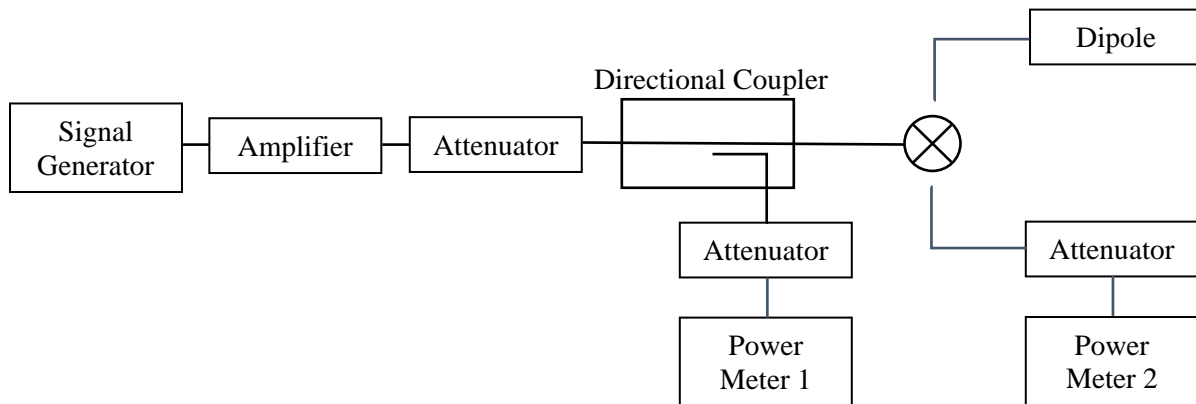 Dipole
Directional Coupler
Signal
Generator
Amplifier
Attenuator
Attenuator
Attenuator
Power
Meter 1
Power
Meter 2